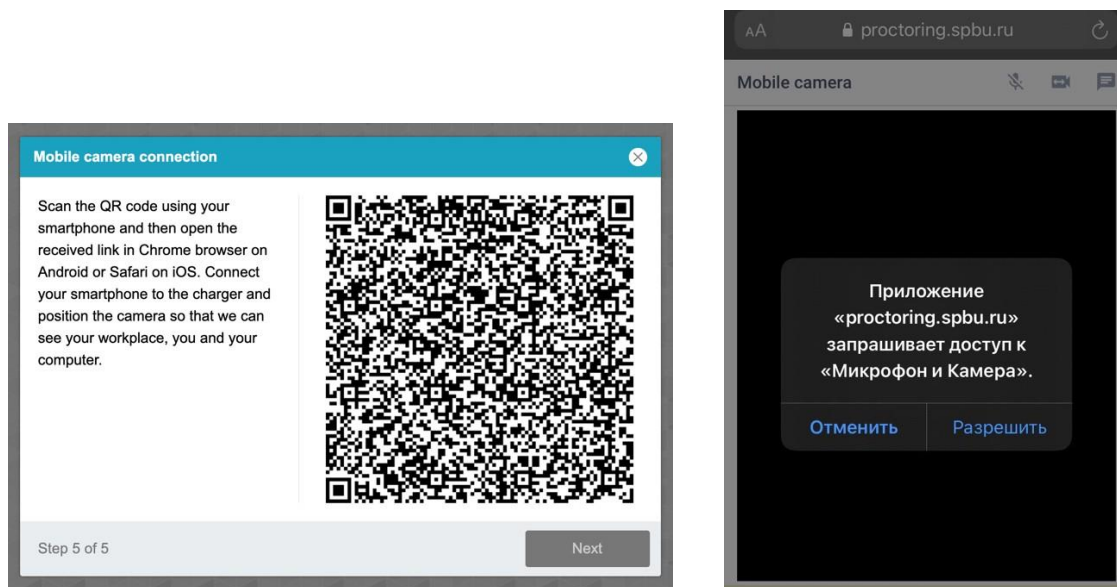 Mobile camera connection
Scan the QR code using your
smartphone and then open the
received link in Chrome browser on
Android or Safari on iOS. Connect
your smartphone to the charger and
position the camera so that we can
see your workplace, you and your
computer.
Step 5 of 5
Next
AA
proctoring.spbu.ru
Mobile camera
Приложение
«proctoring.spbu.ru»
запрашивает доступ к
«Микрофон и Камера».
Отменить
Разрешить